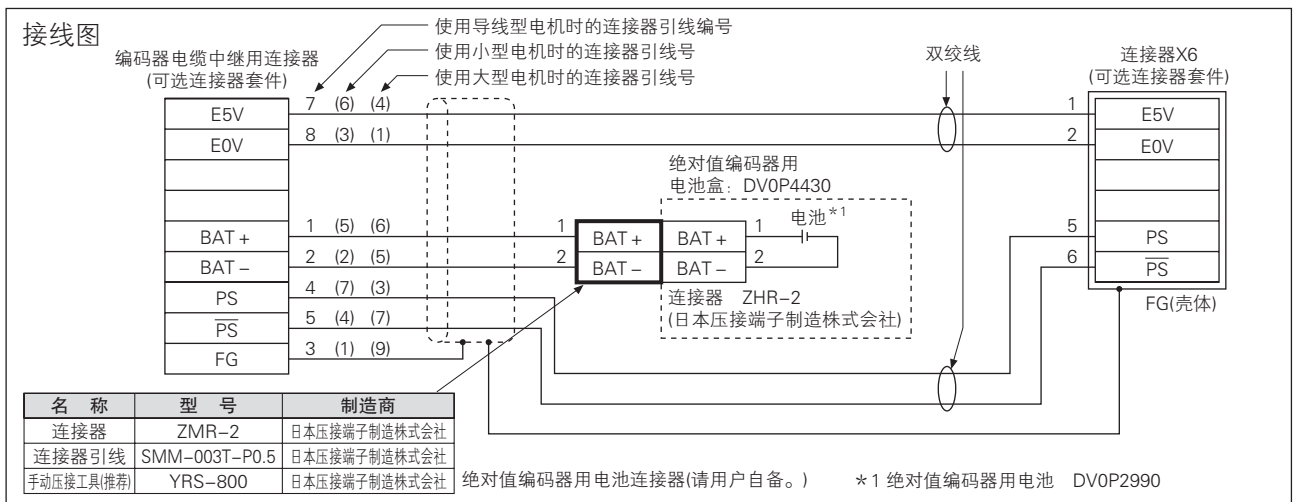 接线图
使用导线型电机时的连接器引线编号
使用小型电机时的连接器引线号
使用大型电机时的连接器引线号
编码器电缆中继用连接器
(可选连接器套件)
双绞线
连接器X6
(可选连接器套件)
E5V 7 (6) (4) 1 E5V
E0V 8 (3) (1) 2 E0V
绝对值编码器用
电池盒：DV0P4430
BAT + 1 (5) (6) 1 BAT + BAT + 1 电池*1 5 PS
BAT – 2 (2) (5) 2 BAT – BAT – 2 6 P̅S̅
PS 4 (7) (3)
P̅S̅ 5 (4) (7)
FG 3 (1) (9)
连接器 ZHR–2
(日本压接端子制造株式会社)
FG(壳体)
名 称 型 号 制造商
连接器 ZMR–2 日本压接端子制造株式会社
连接器引线 SMM–003T–P0.5 日本压接端子制造株式会社
手动压接工具(推荐) YRS–800 日本压接端子制造株式会社
绝对值编码器用电池连接器(请用户自备。)
*1 绝对值编码器用电池 DV0P2990